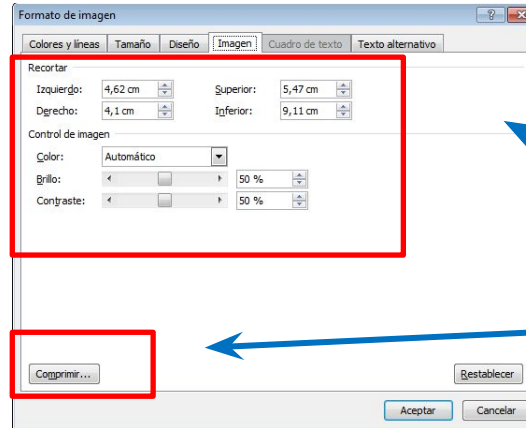 Formato de imagen
Colores y líneas Tamaño Diseño Imagen Cuadro de texto Texto alternativo
Recortar
Izquierdo: 4,62 cm Superior: 5,47 cm
Derecho: 4,1 cm Inferior: 9,11 cm
Control de imagen
Color: Automático
Brillo: 50 %
Contraste: 50 %
Comprimir... Restablecer
Aceptar Cancelar